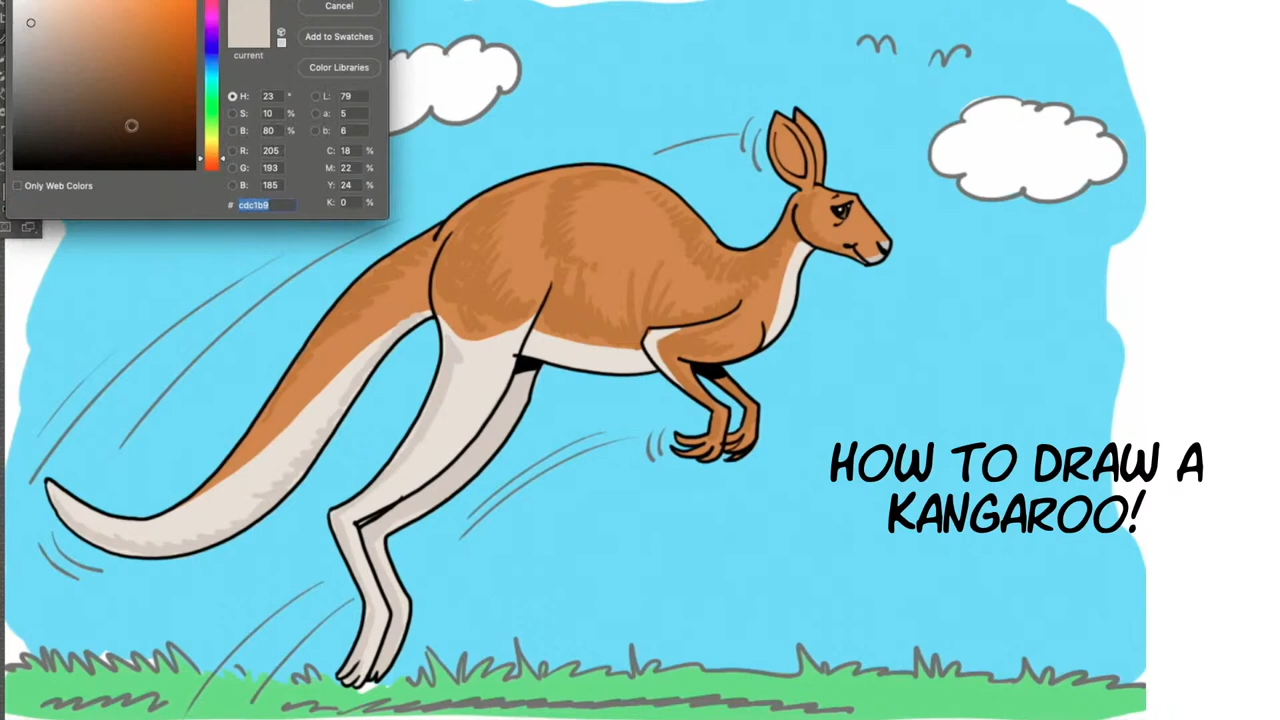 Cancel
Add to Swatches
current
Color Libraries
H: 23 ° L: 79
S: 10 % a: 5
B: 80 % b: 6
R: 205 C: 18 %
G: 193 M: 22 %
B: 185 Y: 24 %
Only Web Colors
# cdc1b9 K: 0 %
HOW TO DRAW A
KANGAROO!